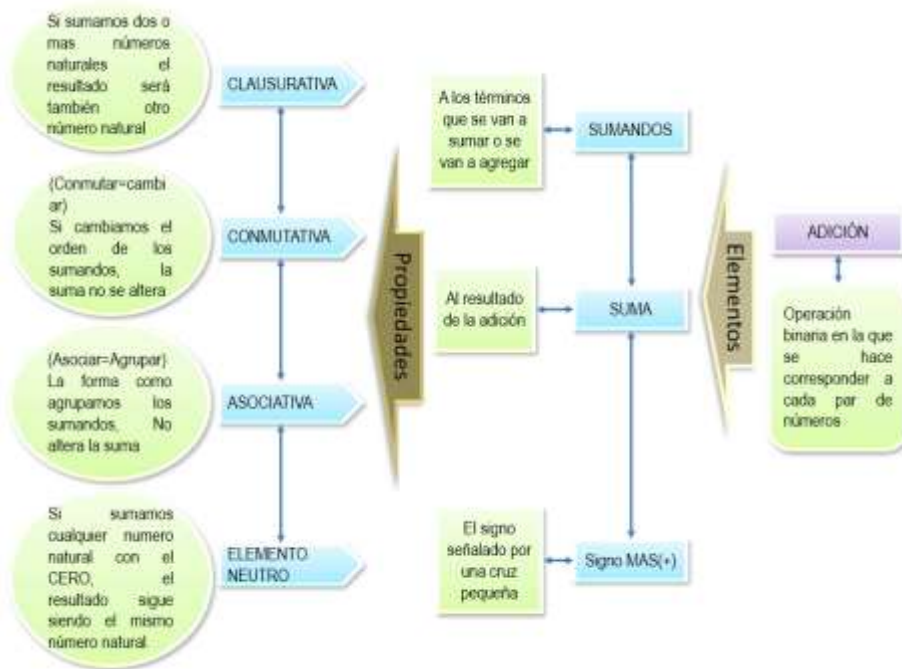 Si sumamos dos o
mas números
naturales el
resultado será
también otro
número natural
CLAUSURATIVA
(Conmutar=cambi
ar)
Si cambiamos el
orden de los
sumandos, la
suma no se altera
CONMUTATIVA
(Asociar=Agrupar)
La forma como
agrupamos los
sumandos, No
altera la suma
ASOCIATIVA
Si sumamos
cualquier numero
natural con el
CERO, el
resultado sigue
siendo el mismo
número natural
ELEMENTO
NEUTRO
Propiedades
A los términos
que se van a
sumar o se
van a agregar
SUMANDOS
Al resultado
de la adición
SUMA
El signo
señalado por
una cruz
pequeña
Signo MAS(+)
Elementos
ADICIÓN
Operación
binaria en la que
se hace
corresponder a
cada par de
números